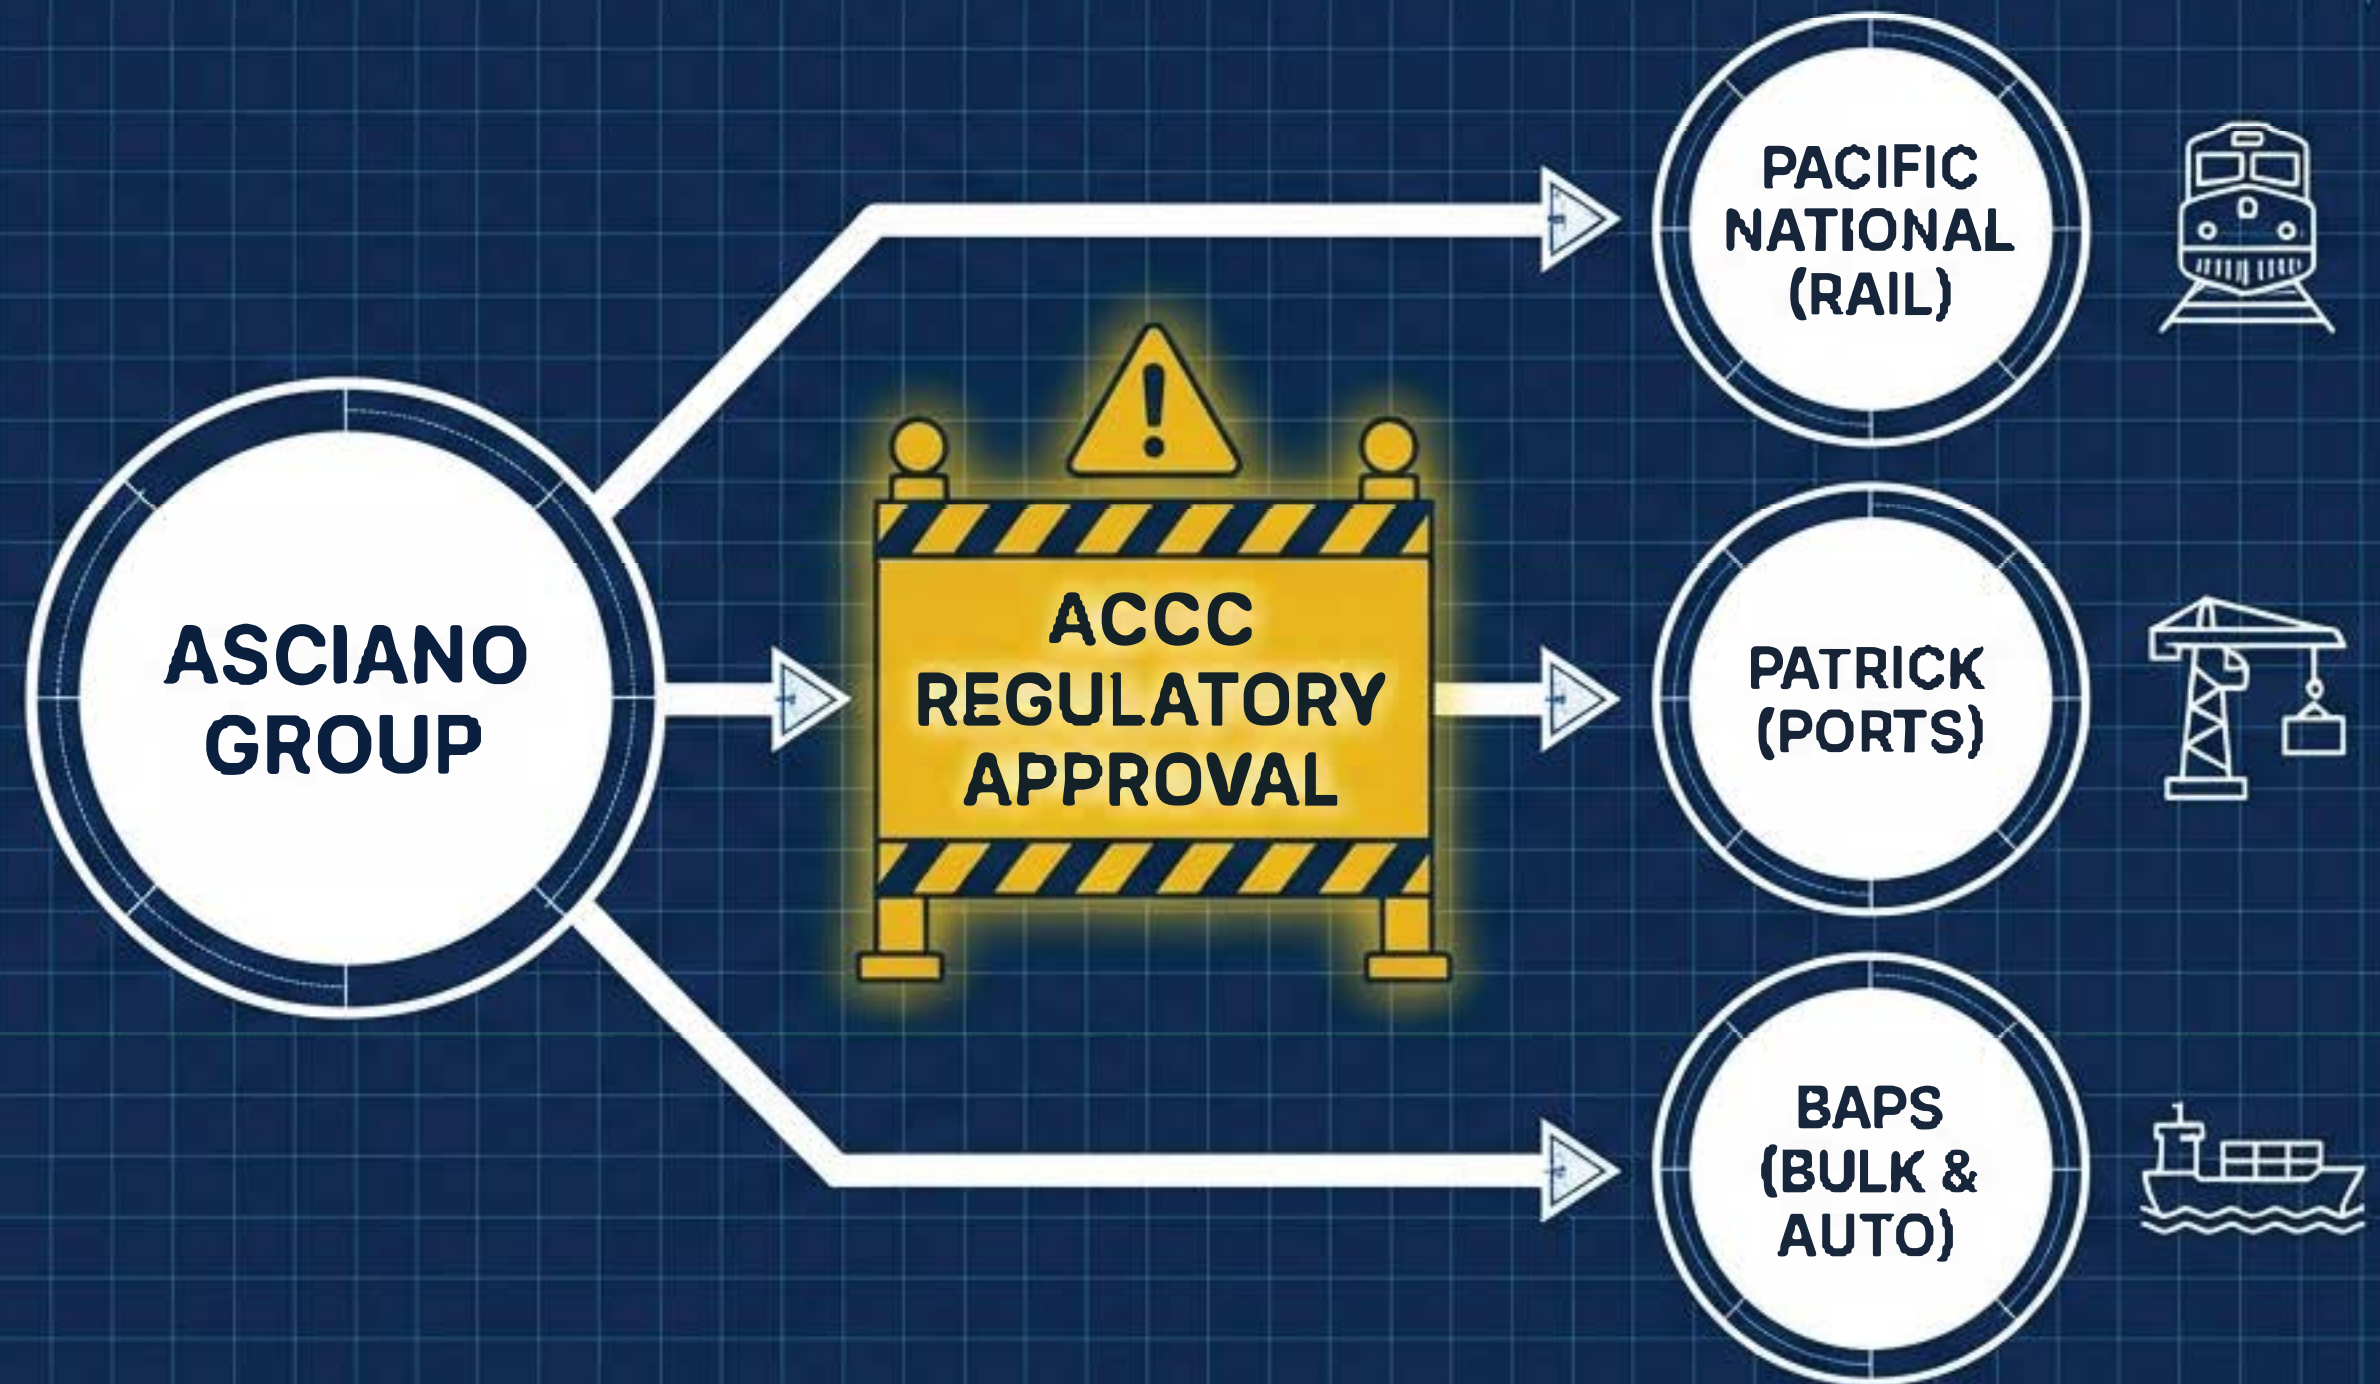 ASCIANO
GROUP
ACCC
REGULATORY
APPROVAL
PACIFIC
NATIONAL
(RAIL)
PATRICK
(PORTS)
BAPS
(BULK &
AUTO)